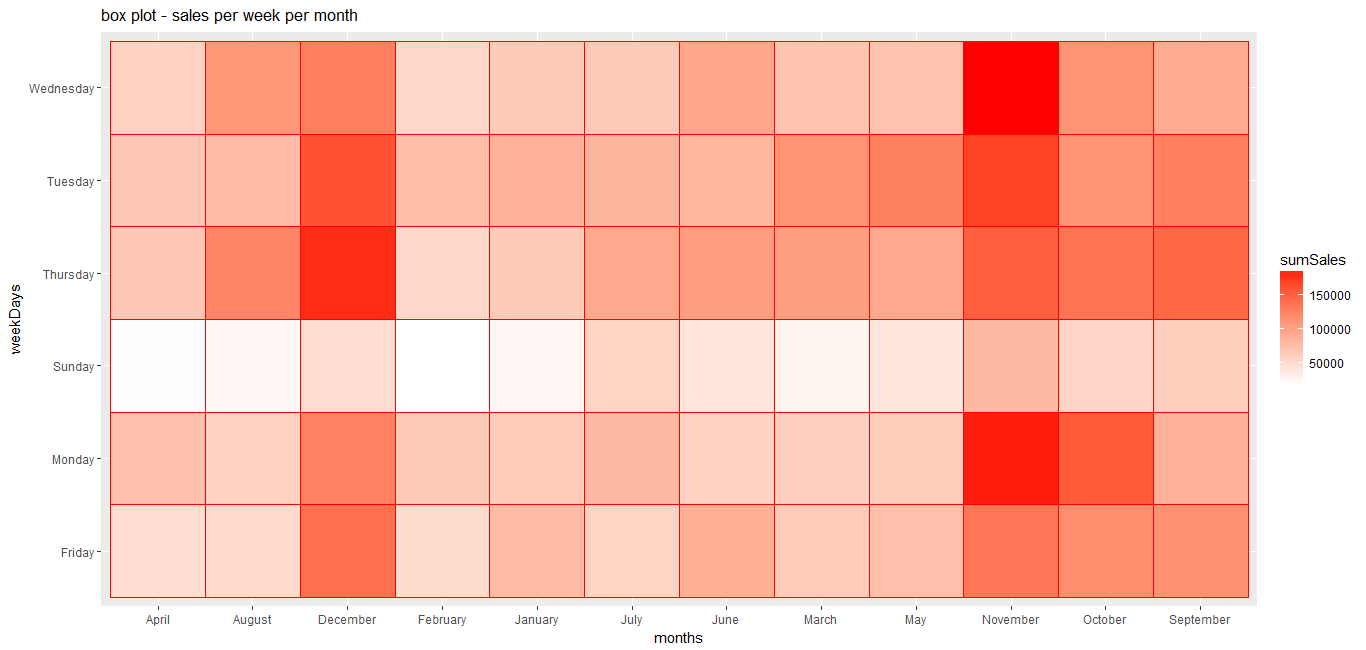 box plot - sales per week per month
weekDays
Wednesday
Tuesday
Thursday
Sunday
Monday
Friday
April August December February January July June March May November October September
months
sumSales
150000
100000
50000